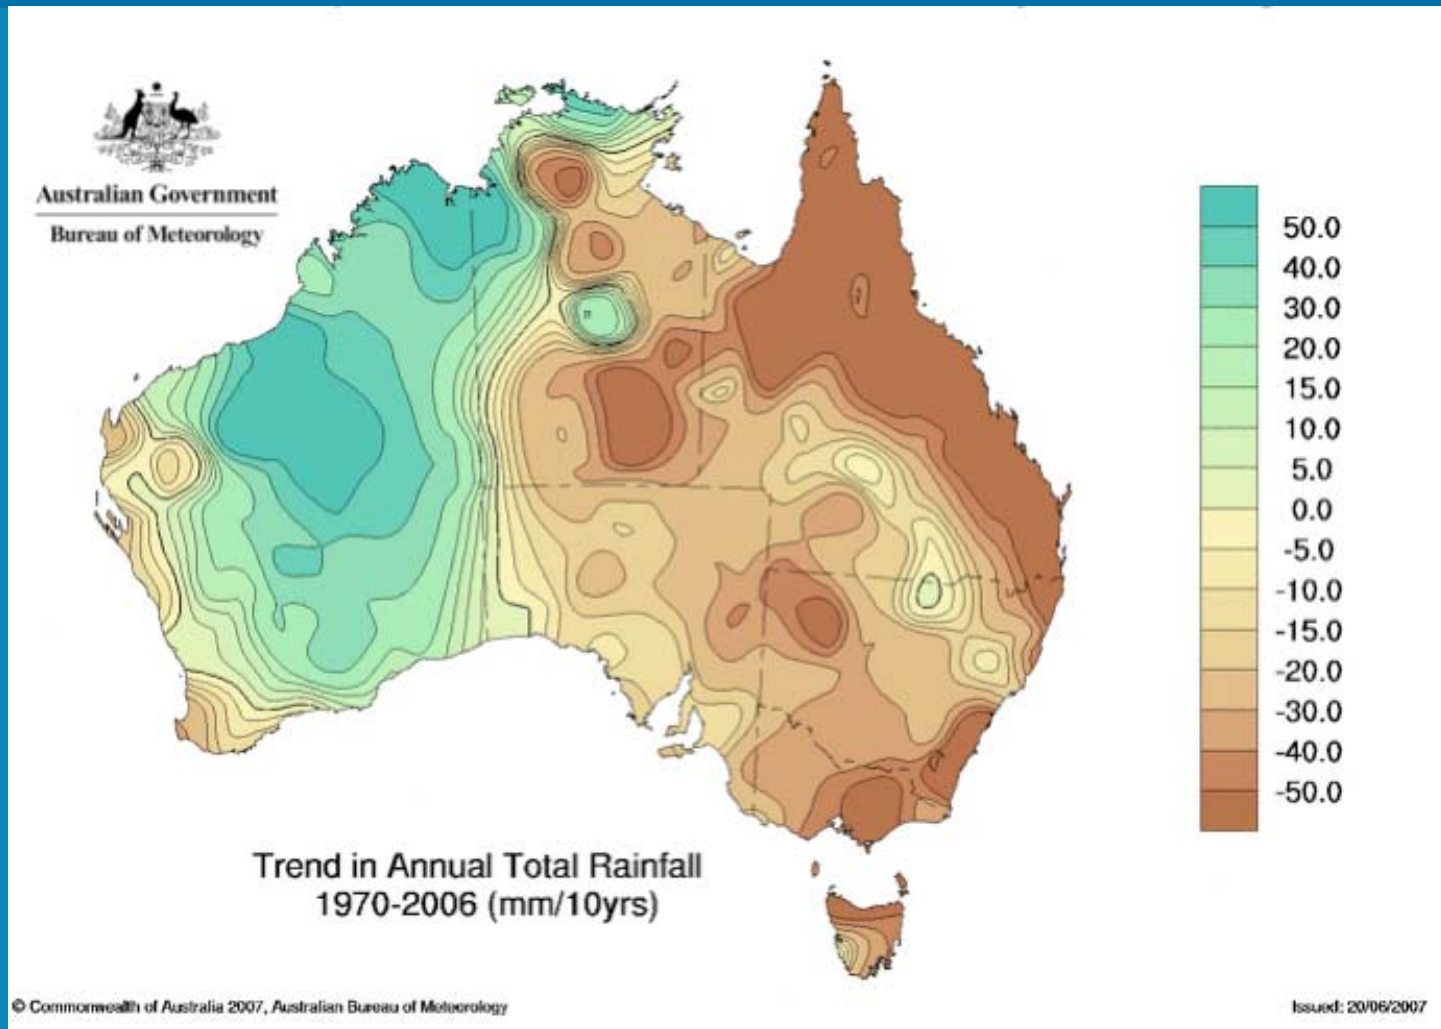 Australian Government
Bureau of Meteorology
50.0
40.0
30.0
20.0
15.0
10.0
5.0
0.0
-5.0
-10.0
-15.0
-20.0
-30.0
-40.0
-50.0
Trend in Annual Total Rainfall
1970-2006 (mm/10yrs)
© Commonwealth of Australia 2007, Australian Bureau of Meteorology
Issued: 20/06/2007